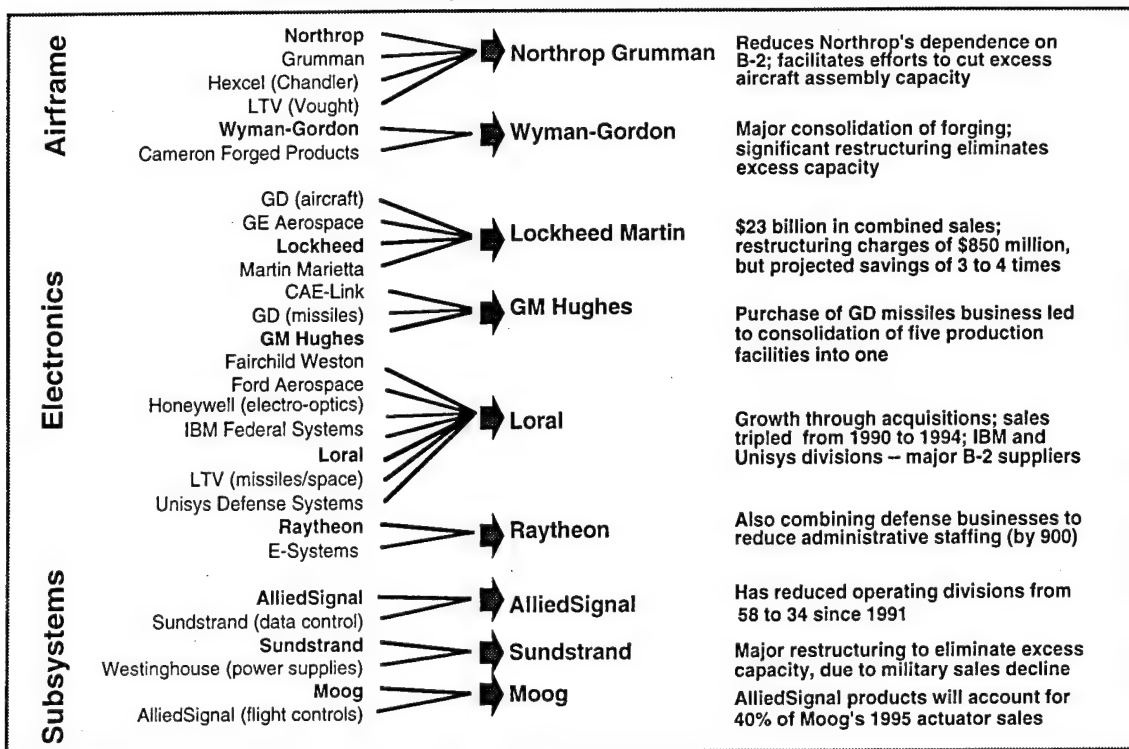 Airframe
Northrop
Grumman
Hexcel (Chandler)
LTV (Vought)
Northrop Grumman
Reduces Northrop's dependence on
B-2; facilitates efforts to cut excess
aircraft assembly capacity
Wyman-Gordon
Cameron Forged Products
Wyman-Gordon
Major consolidation of forging;
significant restructuring eliminates
excess capacity
Electronics
GD (aircraft)
GE Aerospace
Lockheed
Martin Marietta
Lockheed Martin
$23 billion in combined sales;
restructuring charges of $850 million,
but projected savings of 3 to 4 times
CAE-Link
GD (missiles)
GM Hughes
GM Hughes
Purchase of GD missiles business led
to consolidation of five production
facilities into one
Fairchild Weston
Ford Aerospace
Honeywell (electro-optics)
IBM Federal Systems
Loral
LTV (missiles/space)
Unisys Defense Systems
Loral
Growth through acquisitions; sales
tripled from 1990 to 1994; IBM and
Unisys divisions – major B-2 suppliers
Raytheon
E-Systems
Raytheon
Also combining defense businesses to
reduce administrative staffing (by 900)
Subsystems
AlliedSignal
Sundstrand (data control)
AlliedSignal
Has reduced operating divisions from
58 to 34 since 1991
Sundstrand
Westinghouse (power supplies)
Sundstrand
Major restructuring to eliminate excess
capacity, due to military sales decline
Moog
AlliedSignal (flight controls)
Moog
AlliedSignal products will account for
40% of Moog's 1995 actuator sales